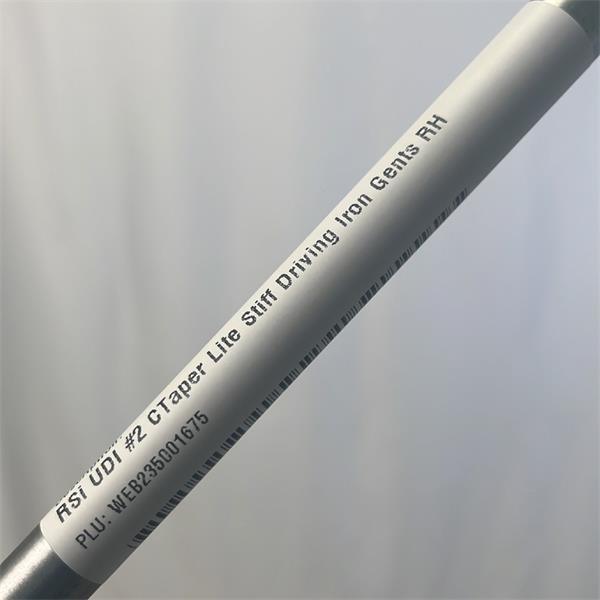 RSi UDI #2 CTaper Lite Stiff Driving Iron Gents RH
PLU: WEB235001675